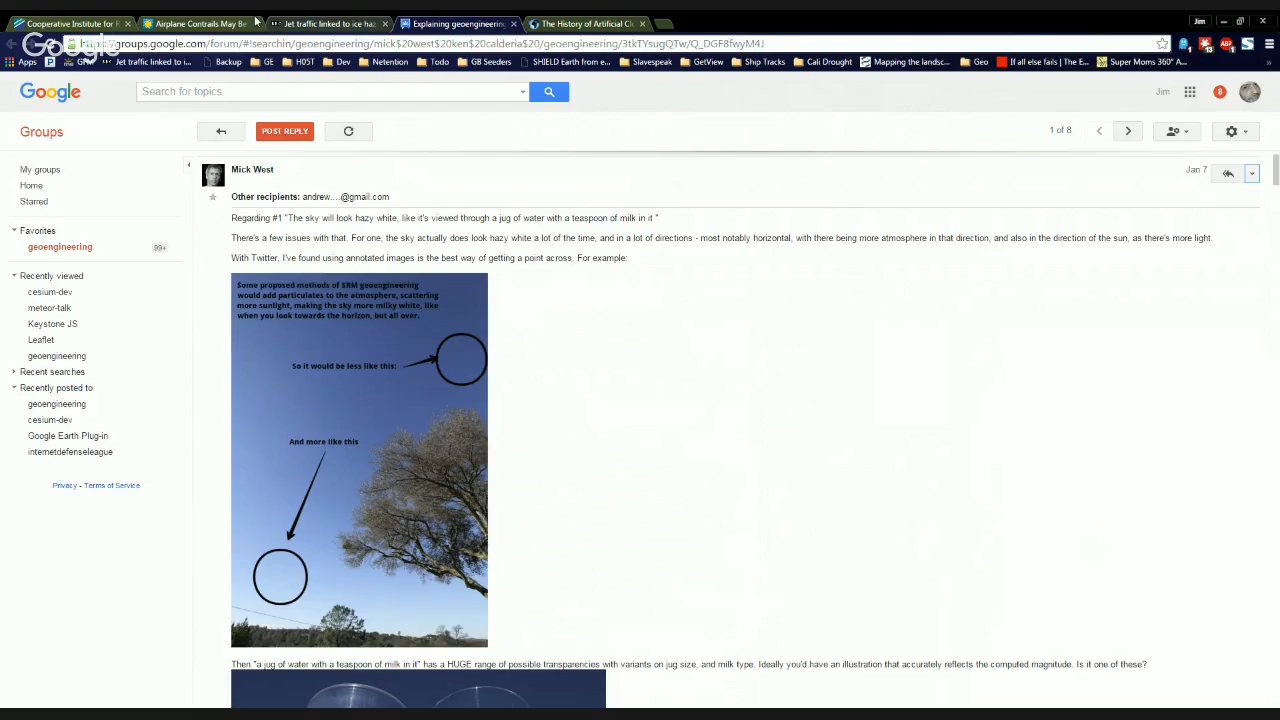 Cooperative Institute for R
Airplane Contrails May Be
Jet traffic linked to ice haz
Explaining geoengineering
The History of Artificial Cl
Jim
https://groups.google.com/forum/#!searchin/geoengineering/mick$20west$20ken$20calderia$20/geoengineering/3tkTYsugQTw/Q_DGF8fwyM4J
Google
Apps
GFM
Jet traffic linked to i...
Backup
GE
H05T
Dev
Netention
Todo
GB Seeders
SHIELD Earth from e...
Slavespeak
GetView
Ship Tracks
Cali Drought
Mapping the landsc...
Geo
If all else fails | The E...
Super Moms 360° A...
Google
Search for topics
Jim
8
Groups
POST REPLY
1 of 8
My groups
Home
Starred
Favorites
geoengineering 99+
Recently viewed
cesium-dev
meteor-talk
Keystone JS
Leaflet
geoengineering
Recent searches
Recently posted to
geoengineering
cesium-dev
Google Earth Plug-in
internetdefenseleague
Privacy - Terms of Service
Mick West
Jan 7
Other recipients: andrew....@gmail.com
Regarding #1 "The sky will look hazy white, like it's viewed through a jug of water with a teaspoon of milk in it "
There's a few issues with that. For one, the sky actually does look hazy white a lot of the time, and in a lot of directions - most notably horizontal, with there being more atmosphere in that direction, and also in the direction of the sun, as there's more light.
With Twitter, I've found using annotated images is the best way of getting a point across. For example:
Some proposed methods of SRM geoengineering
would add particulates to the atmosphere, scattering
more sunlight, making the sky more milky white, like
when you look towards the horizon, but all over.
So it would be less like this:
And more like this
Then "a jug of water with a teaspoon of milk in it" has a HUGE range of possible transparencies with variants on jug size, and milk type. Ideally you'd have an illustration that accurately reflects the computed magnitude. Is it one of these?